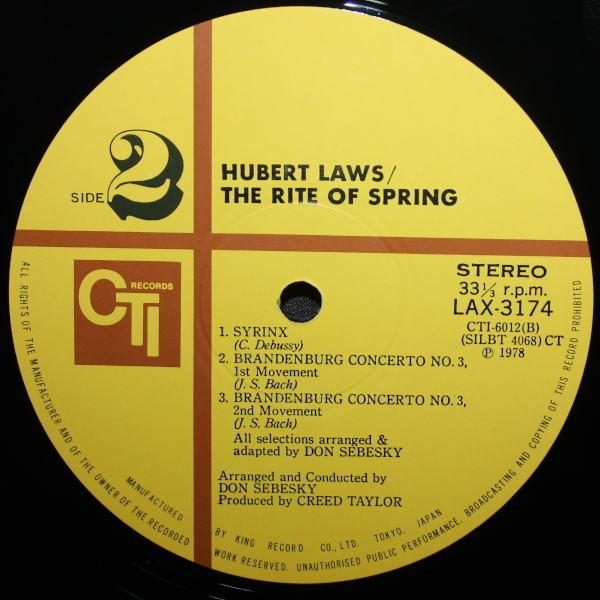 SIDE 2
HUBERT LAWS/
THE RITE OF SPRING
CTI RECORDS
STEREO
33 1/3 r.p.m.
LAX-3174
CTI-6012(B)
(SILBT 4068) CT
Ⓟ 1978
1. SYRINX
(C. Debussy)
2. BRANDENBURG CONCERTO NO. 3,
1st Movement
(J. S. Bach)
3. BRANDENBURG CONCERTO NO. 3,
2nd Movement
(J. S. Bach)
All selections arranged &
adapted by DON SEBESKY
Arranged and Conducted by
DON SEBESKY
Produced by CREED TAYLOR
MANUFACTURED BY KING RECORD CO., LTD. TOKYO, JAPAN
ALL RIGHTS OF THE MANUFACTURER AND OF THE OWNER OF THE RECORDED WORK RESERVED. UNAUTHORISED PUBLIC PERFORMANCE, BROADCASTING AND COPYING OF THIS RECORD PROHIBITED